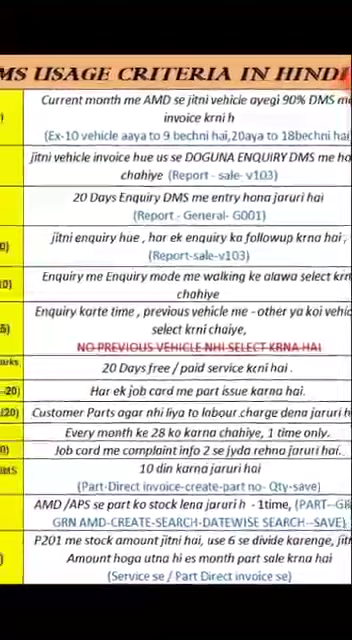 MS USAGE CRITERIA IN HINDI
Current month me AMD se jitni vehicle ayegi 90% DMS me
invoice krni h
(Ex-10 vehicle aaya to 9 bechni hai,20aya to 18bechni hai
jitni vehicle invoice hue us se DOGUNA ENQUIRY DMS me ho
chahiye (Report - sale- v103)
20 Days Enquiry DMS me entry hona jaruri hai
(Report - General- G001)
0)
jitni enquiry hue , har ek enquiry ka followup krna hai ,
(Report-sale-v103)
10)
Enquiry me Enquiry mode me walking ke alawa select krn
chahiye
5)
Enquiry karte time , previous vehicle me - other ya koi vehic
select krni chaiye,
NO PREVIOUS VEHICLE NHI SELECT KRNA HAI
arks,
20 Days free / paid service krni hai .
- 20)
Har ek job card me part issue karna hai.
/20)
Customer Parts agar nhi liya to labour.charge dena jaruri h
Every month ke 28 ko karna chahiye, 1 time only.
Job card me complaint info 2 se jyda rehna jaruri hai.
DMS
10 din karna jaruri hai
(Part-Direct invoice-create-part no- Qty-save)
AMD /APS se part ko stock lena jaruri h - 1time, (PART--GR
GRN AMD-CREATE-SEARCH-DATEWISE SEARCH--SAVE)
)
P201 me stock amount jitni hai, use 6 se divide karenge, jitn
Amount hoga utna hi es month part sale krna hai
(Service se / Part Direct invoice se)